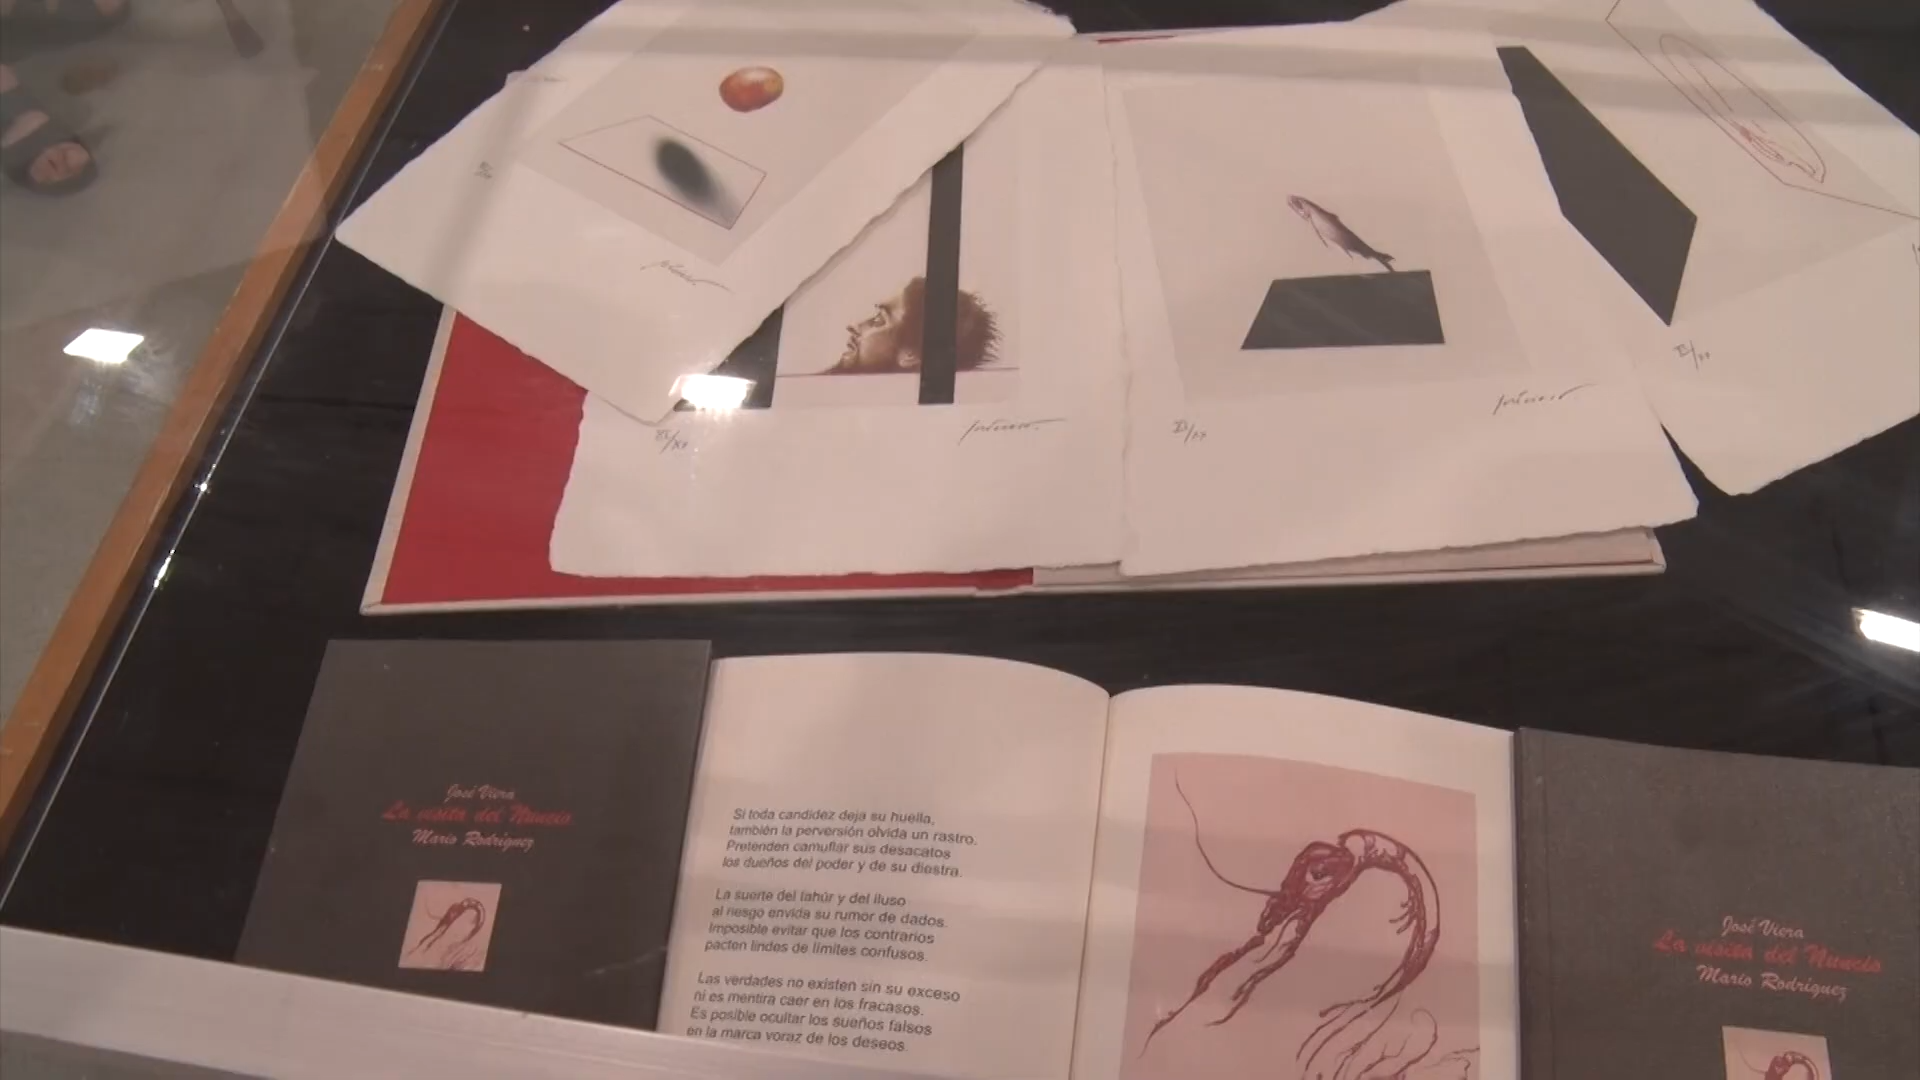 José Viera
La visita del Nuncio
Mario Rodríguez
Si toda candidez deja su huella,
también la perversión olvida un rastro.
Pretenden camuflar sus desacatos
los dueños del poder y de su diestra.
La suerte del tahúr y del iluso
al riesgo envida su rumor de dados.
Imposible evitar que los contrarios
pacten lindes de límites confusos.
Las verdades no existen sin su exceso
ni es mentira caer en los fracasos.
Es posible ocultar los sueños falsos
en la marca voraz de los deseos.
José Viera
La visita del Nuncio
Mario Rodríguez